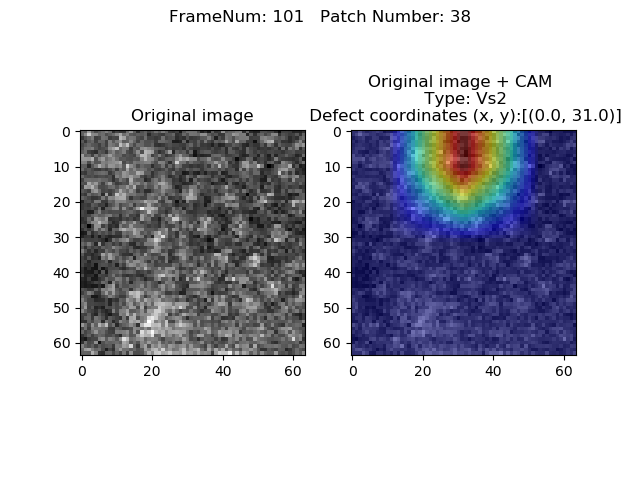 FrameNum: 101   Patch Number: 38
Original image
Original image + CAM
Type: Vs2
Defect coordinates (x, y):[(0.0, 31.0)]
0
10
20
30
40
50
60
0 20 40 60
0
10
20
30
40
50
60
0 20 40 60